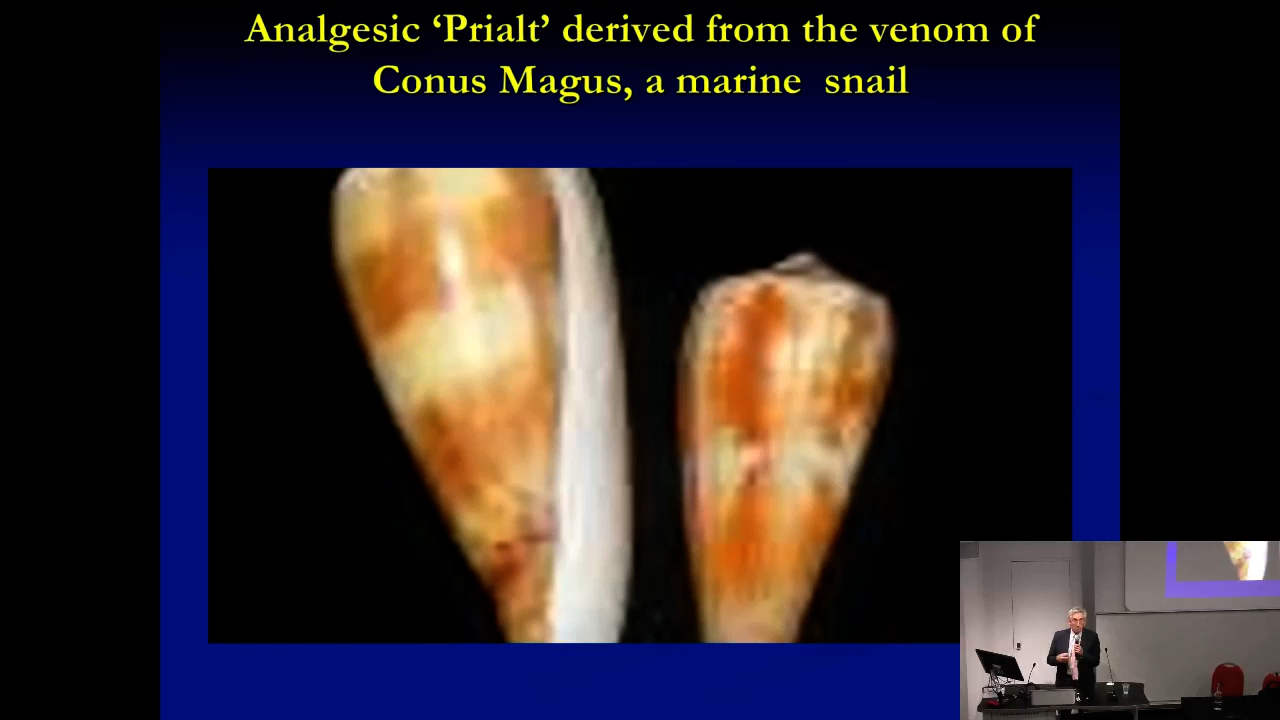 Analgesic ‘Prialt’ derived from the venom of
Conus Magus, a marine  snail